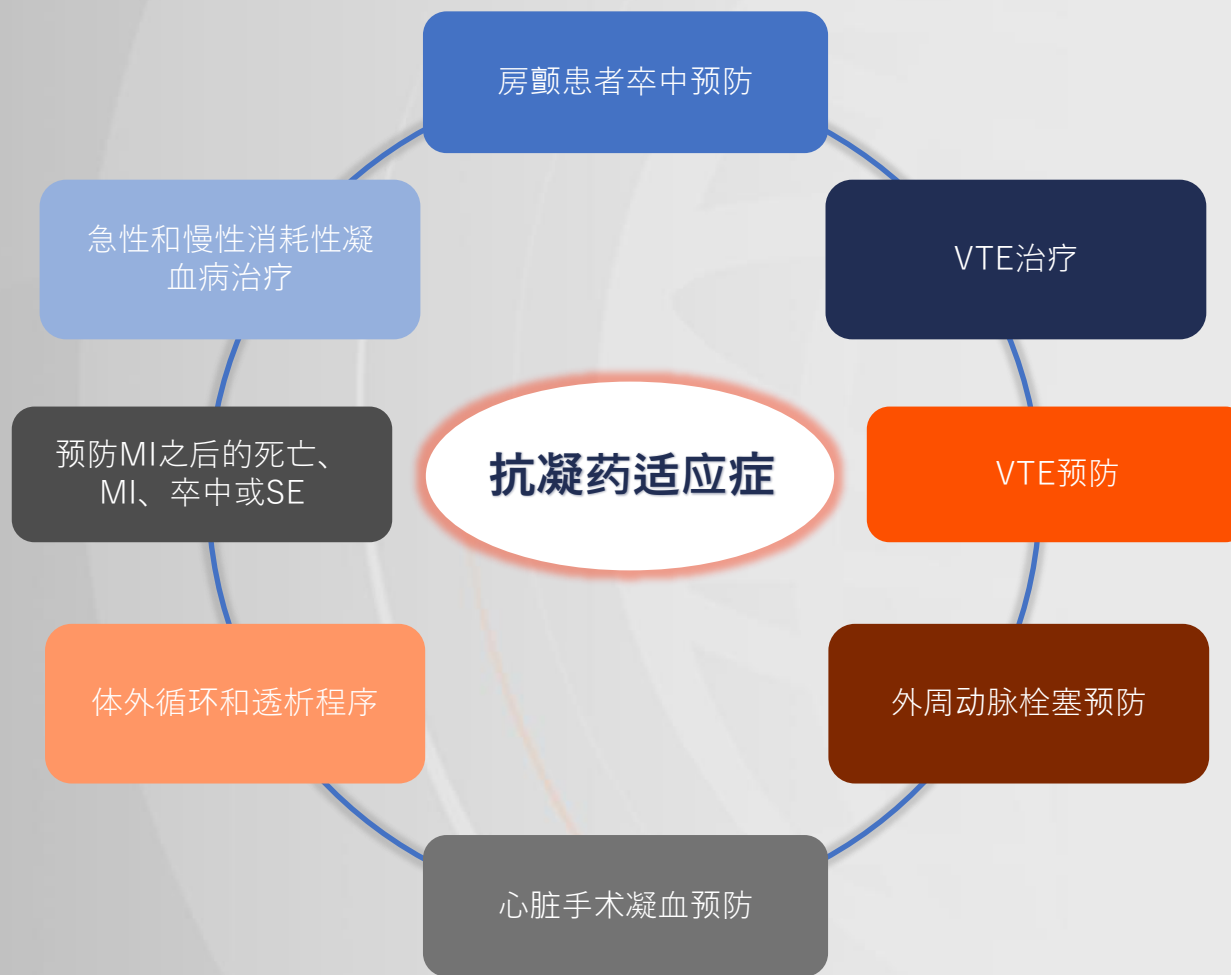 房颤患者卒中预防
急性和慢性消耗性凝
血病治疗
VTE治疗
预防MI之后的死亡、
MI、卒中或SE
抗凝药适应症
VTE预防
体外循环和透析程序
外周动脉栓塞预防
心脏手术凝血预防